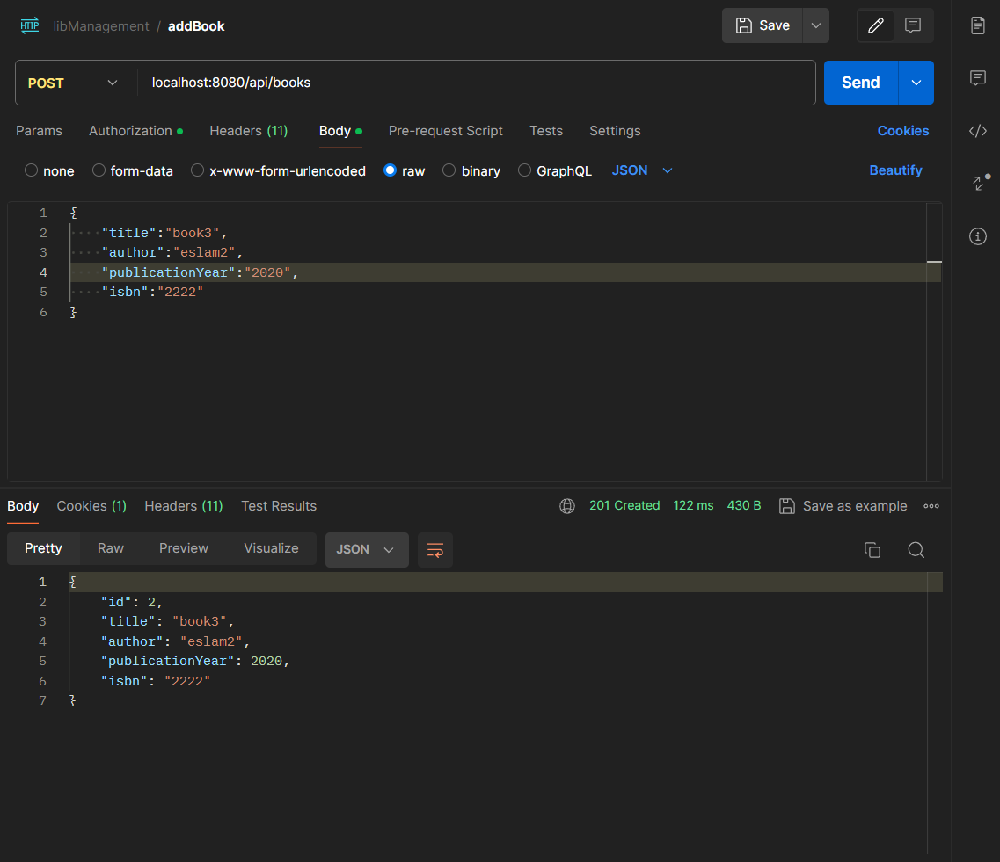 HTTP libManagement / addBook Save
POST localhost:8080/api/books Send
Params Authorization Headers (11) Body Pre-request Script Tests Settings Cookies
none form-data x-www-form-urlencoded raw binary GraphQL JSON Beautify
1 {
2 ····"title":"book3",
3 ····"author":"eslam2",
4 ····"publicationYear":"2020",
5 ····"isbn":"2222"
6 }
Body Cookies (1) Headers (11) Test Results 201 Created 122 ms 430 B Save as example
Pretty Raw Preview Visualize JSON
1 {
2 "id": 2,
3 "title": "book3",
4 "author": "eslam2",
5 "publicationYear": 2020,
6 "isbn": "2222"
7 }